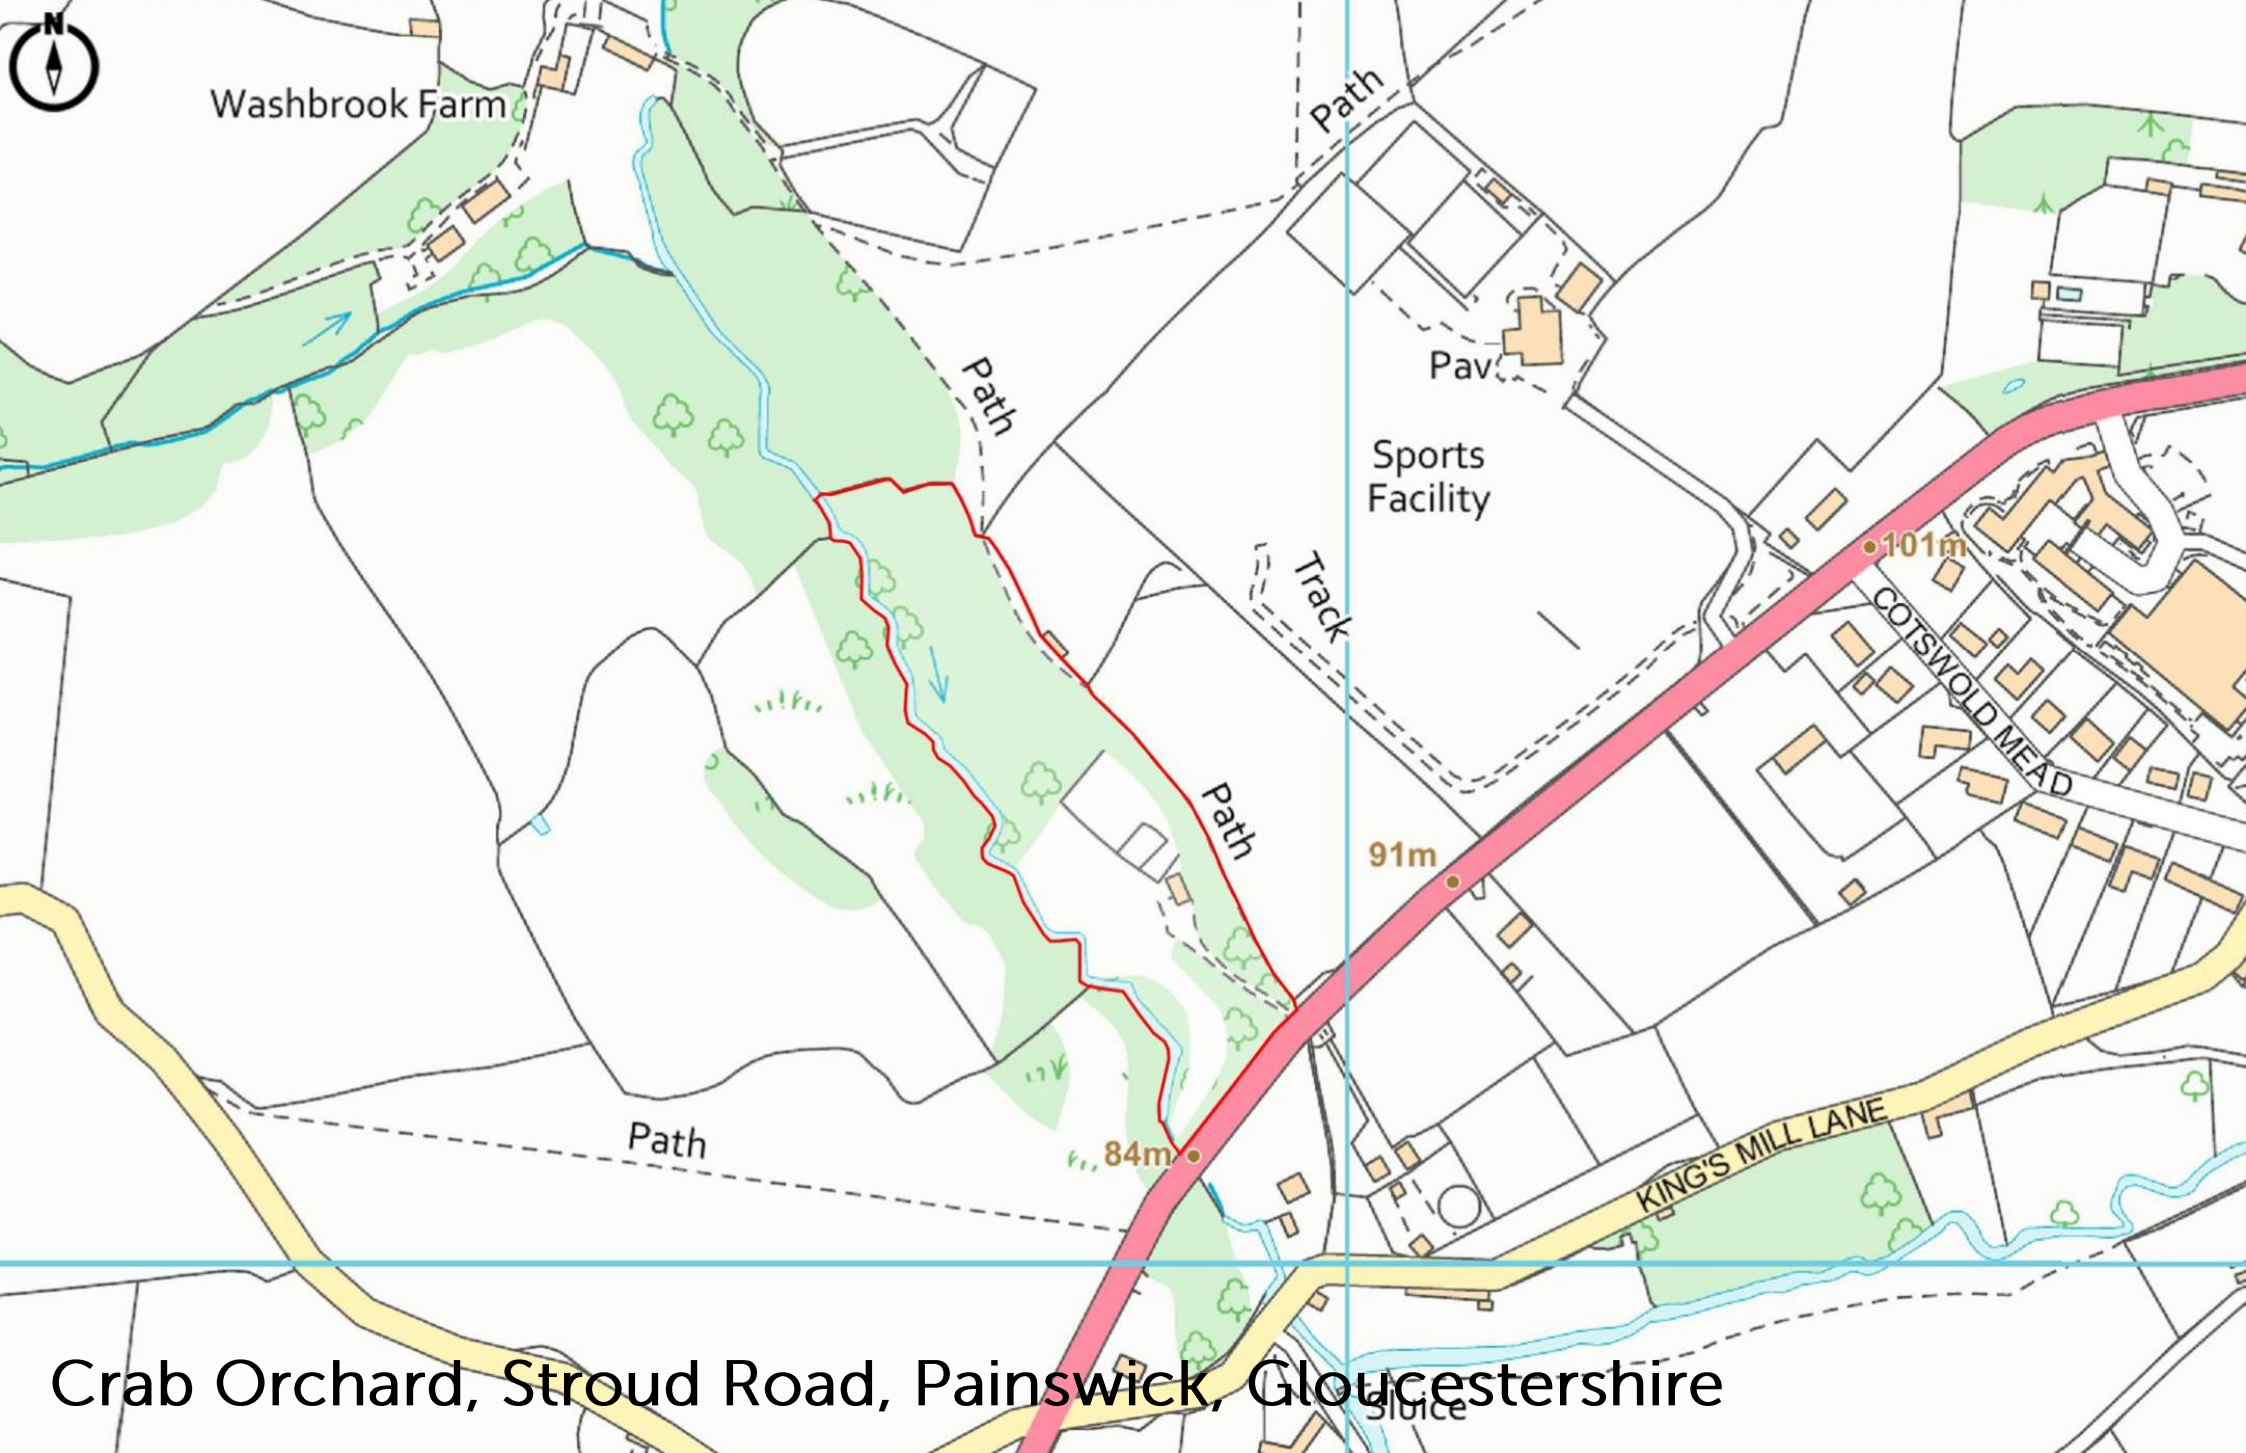 N
Washbrook Farm
Path
Path
Pav
Sports
Facility
Track
101m
COTSWOLD MEAD
Path
91m
Path
84m
KING'S MILL LANE
Crab Orchard, Stroud Road, Painswick, Gloucestershire
Sluice